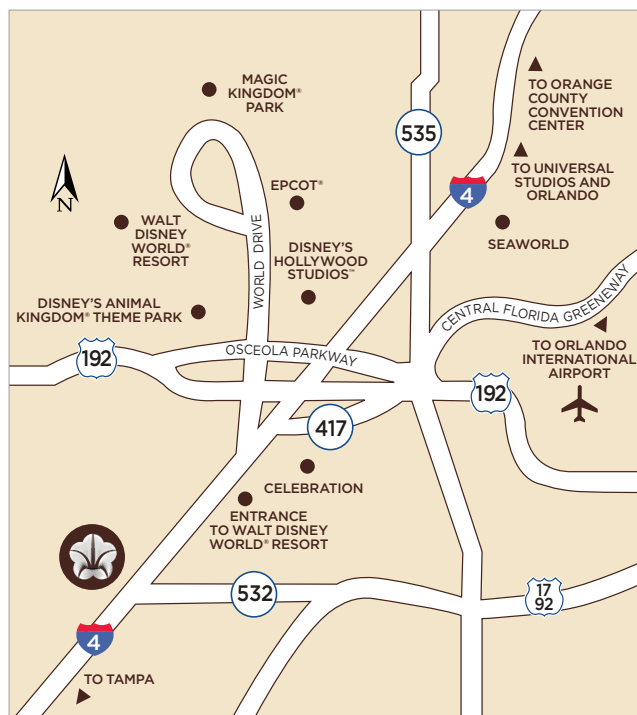 MAGIC
KINGDOM® PARK
535
TO ORANGE
COUNTY
CONVENTION
CENTER
TO UNIVERSAL
STUDIOS AND
ORLANDO
4
EPCOT®
N
WALT
DISNEY
WORLD®
RESORT
WORLD DRIVE
DISNEY'S
HOLLYWOOD
STUDIOS™
SEAWORLD
DISNEY'S ANIMAL
KINGDOM® THEME PARK
CENTRAL FLORIDA GREENEWAY
OSCEOLA PARKWAY
192
TO ORLANDO
INTERNATIONAL
AIRPORT
192
417
CELEBRATION
ENTRANCE
TO WALT DISNEY
WORLD® RESORT
532
17
92
4
TO TAMPA